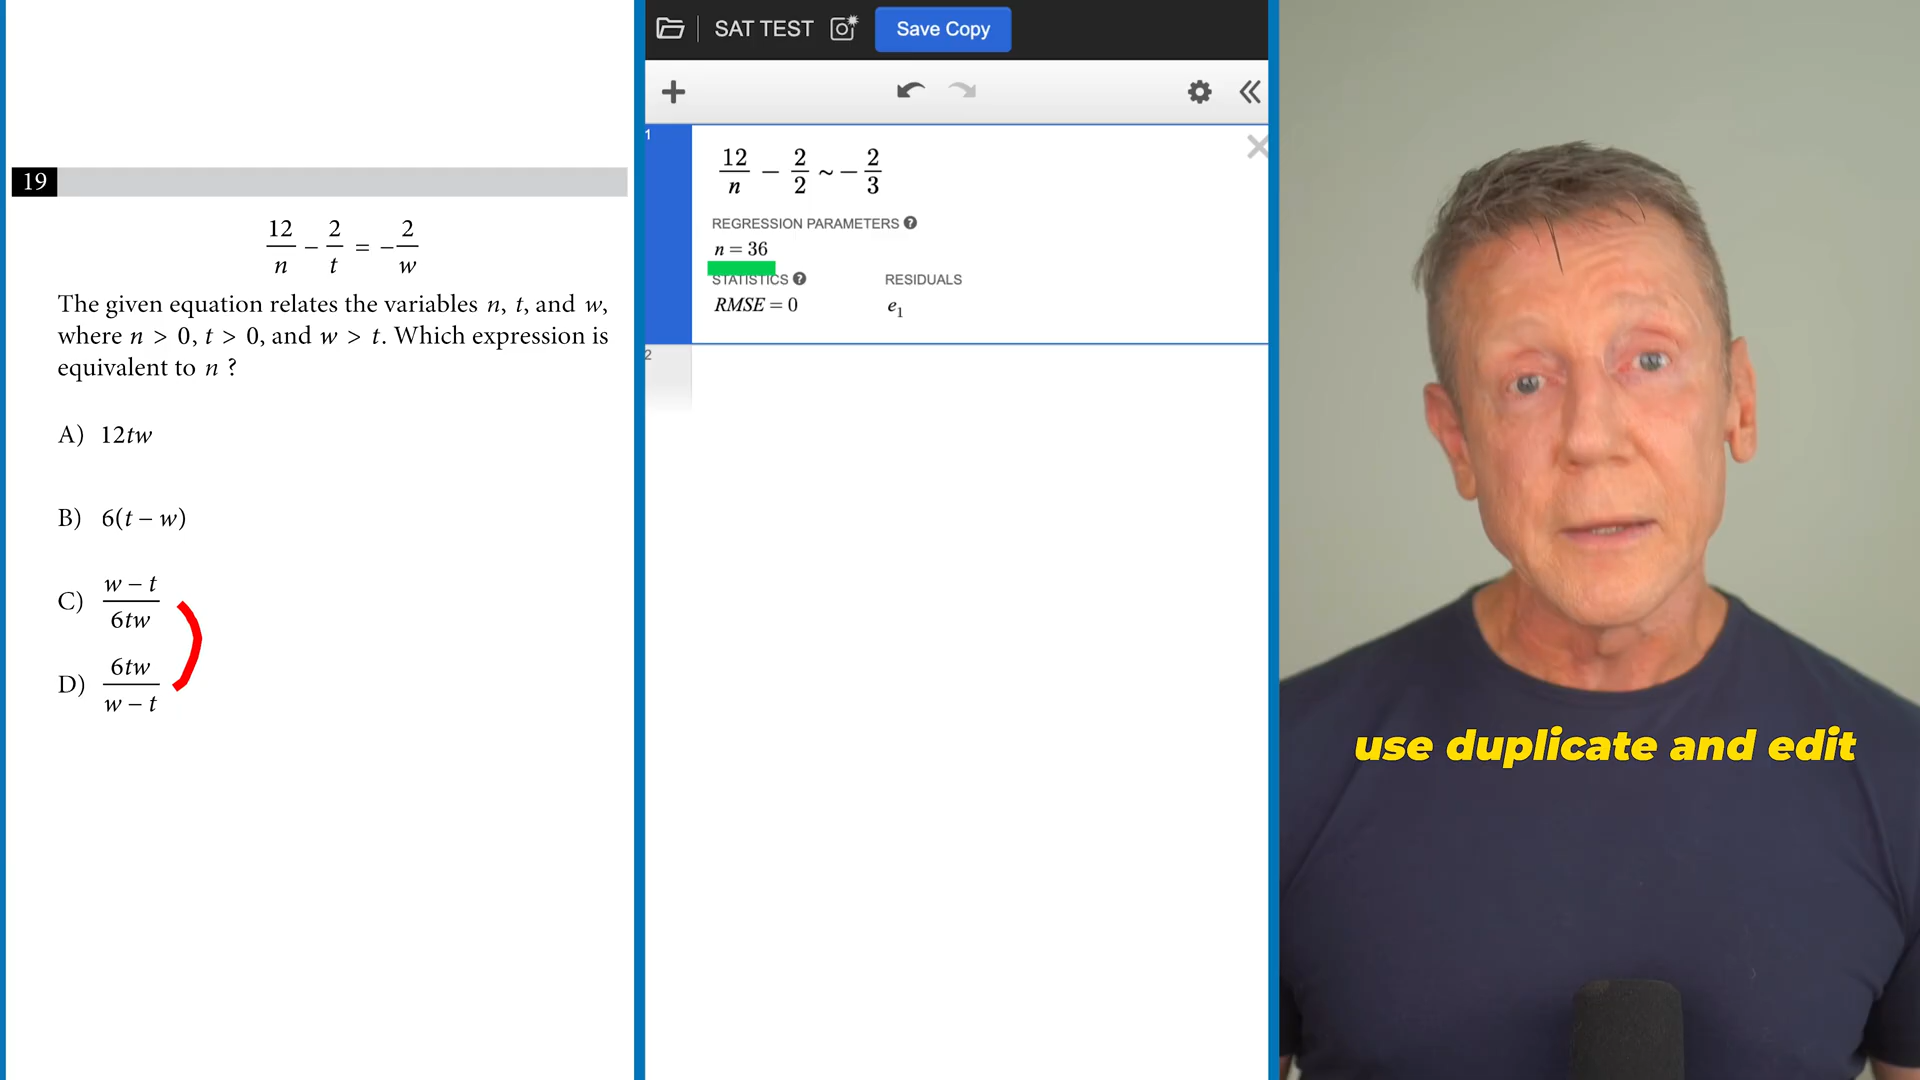 19
12/n − 2/t = −2/w
The given equation relates the variables n, t, and w,
where n > 0, t > 0, and w > t. Which expression is
equivalent to n ?
A) 12tw
B) 6(t − w)
C) w − t / 6tw
D) 6tw / w − t
SAT TEST
Save Copy
1
12/n − 2/2 ~ −2/3
REGRESSION PARAMETERS ?
n = 36
STATISTICS ? RESIDUALS
RMSE = 0 e₁
2
use duplicate and edit